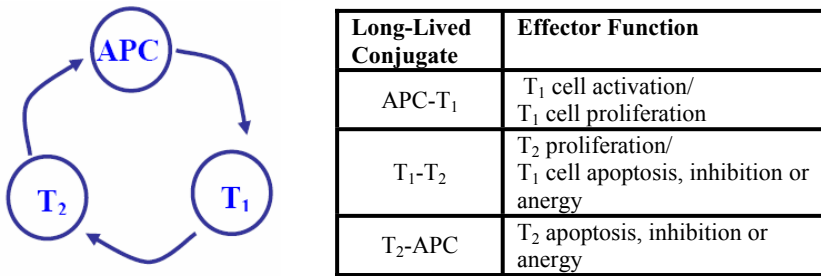 APC
T₂
T₁
Long-Lived Conjugate
Effector Function
APC-T₁
T₁ cell activation/
T₁ cell proliferation
T₁-T₂
T₂ proliferation/
T₁ cell apoptosis, inhibition or
anergy
T₂-APC
T₂ apoptosis, inhibition or
anergy